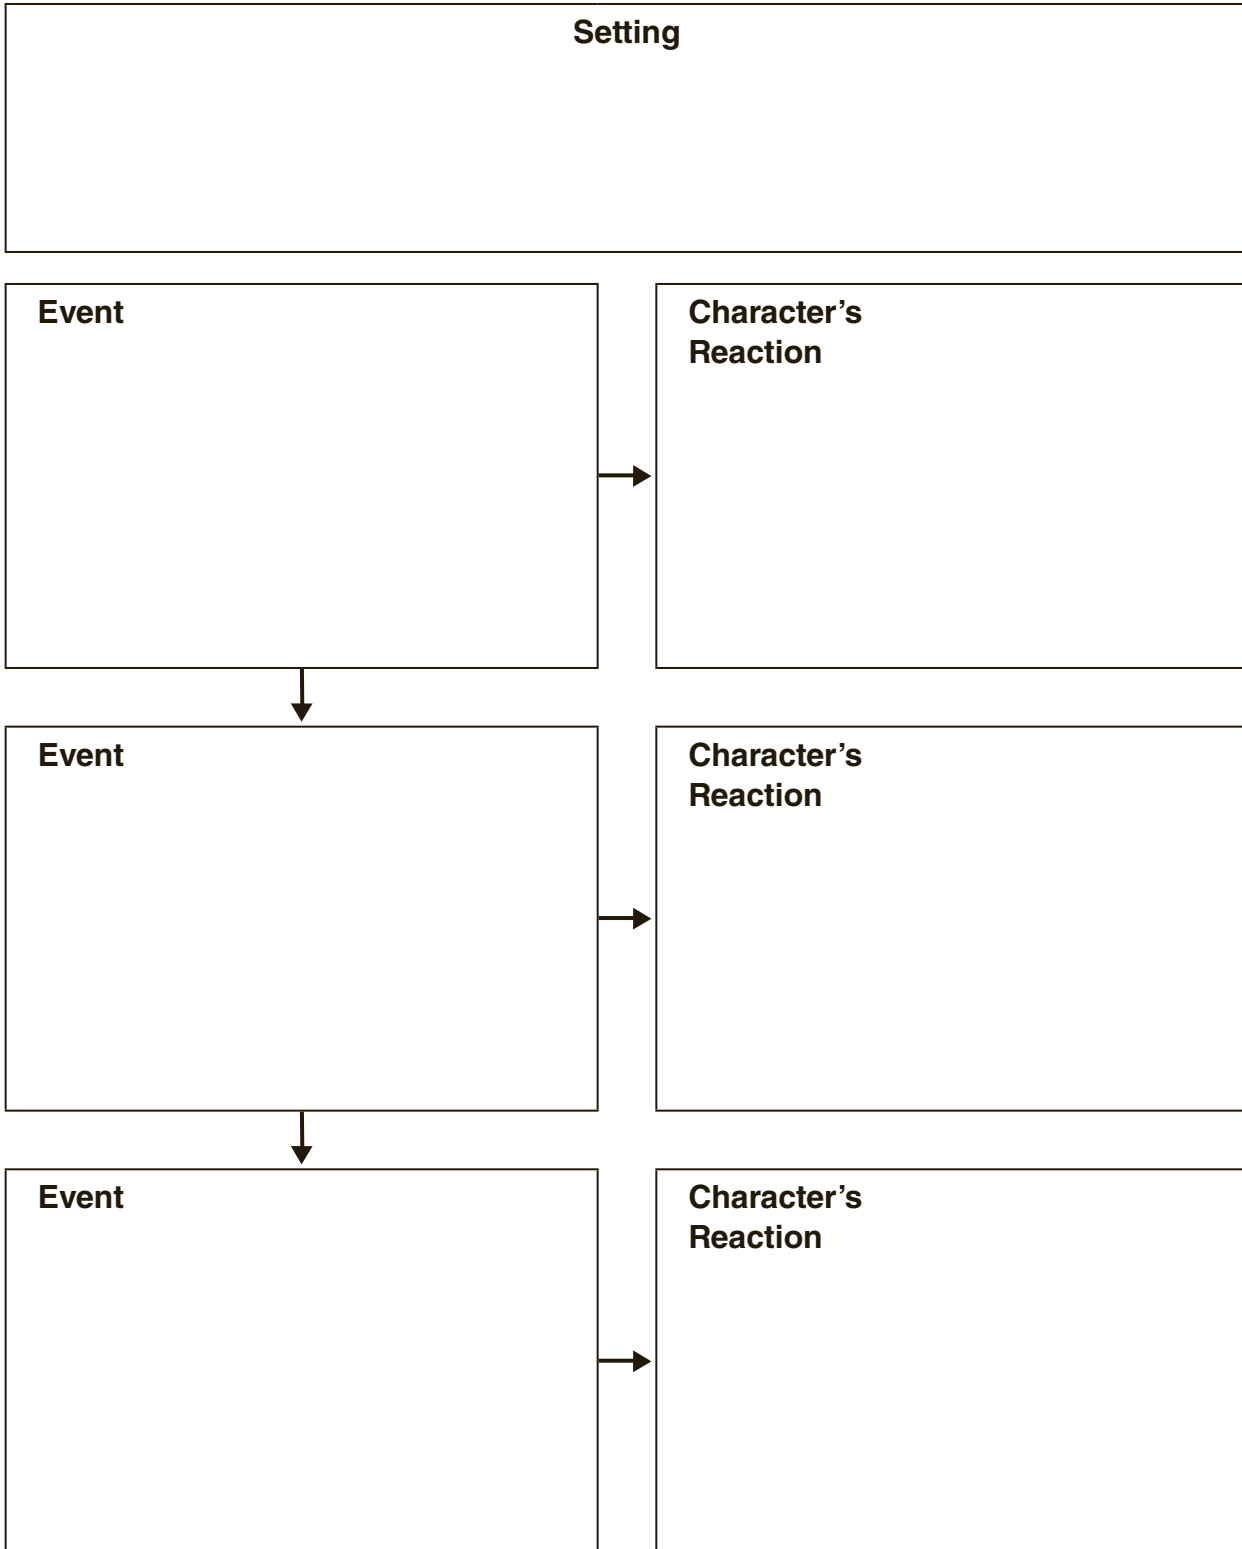 Setting
Event
Character’s
Reaction
Event
Character’s
Reaction
Event
Character’s
Reaction